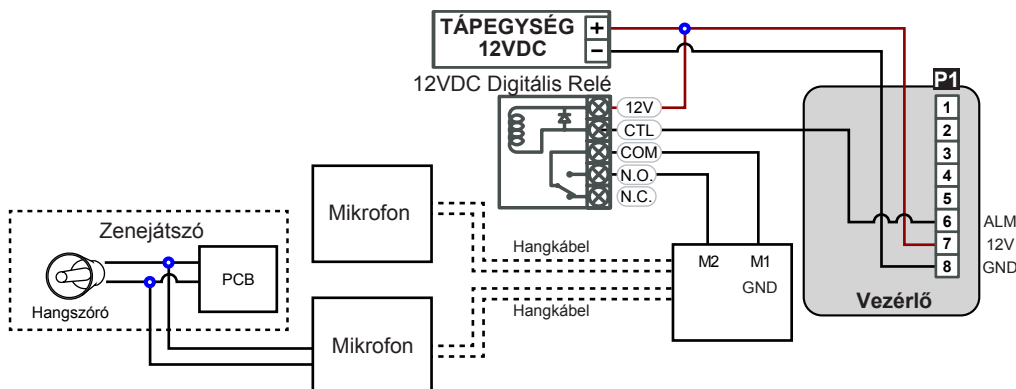 TÁPEGYSÉG
12VDC
+
−
12VDC Digitális Relé
12V
CTL
COM
N.O.
N.C.
P1
1
2
3
4
5
6
7
8
ALM
12V
GND
Vezérlő
Mikrofon
Hangkábel
M2 M1
GND
Hangkábel
Mikrofon
Zenejátszó
PCB
Hangszóró